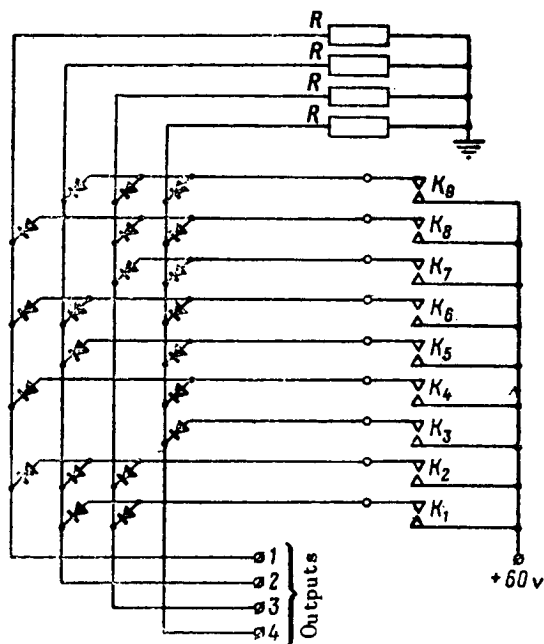 R
R
R
R
K₉
K₈
K₇
K₆
K₅
K₄
K₃
K₂
K₁
+60 v
1
2
3
4
Outputs